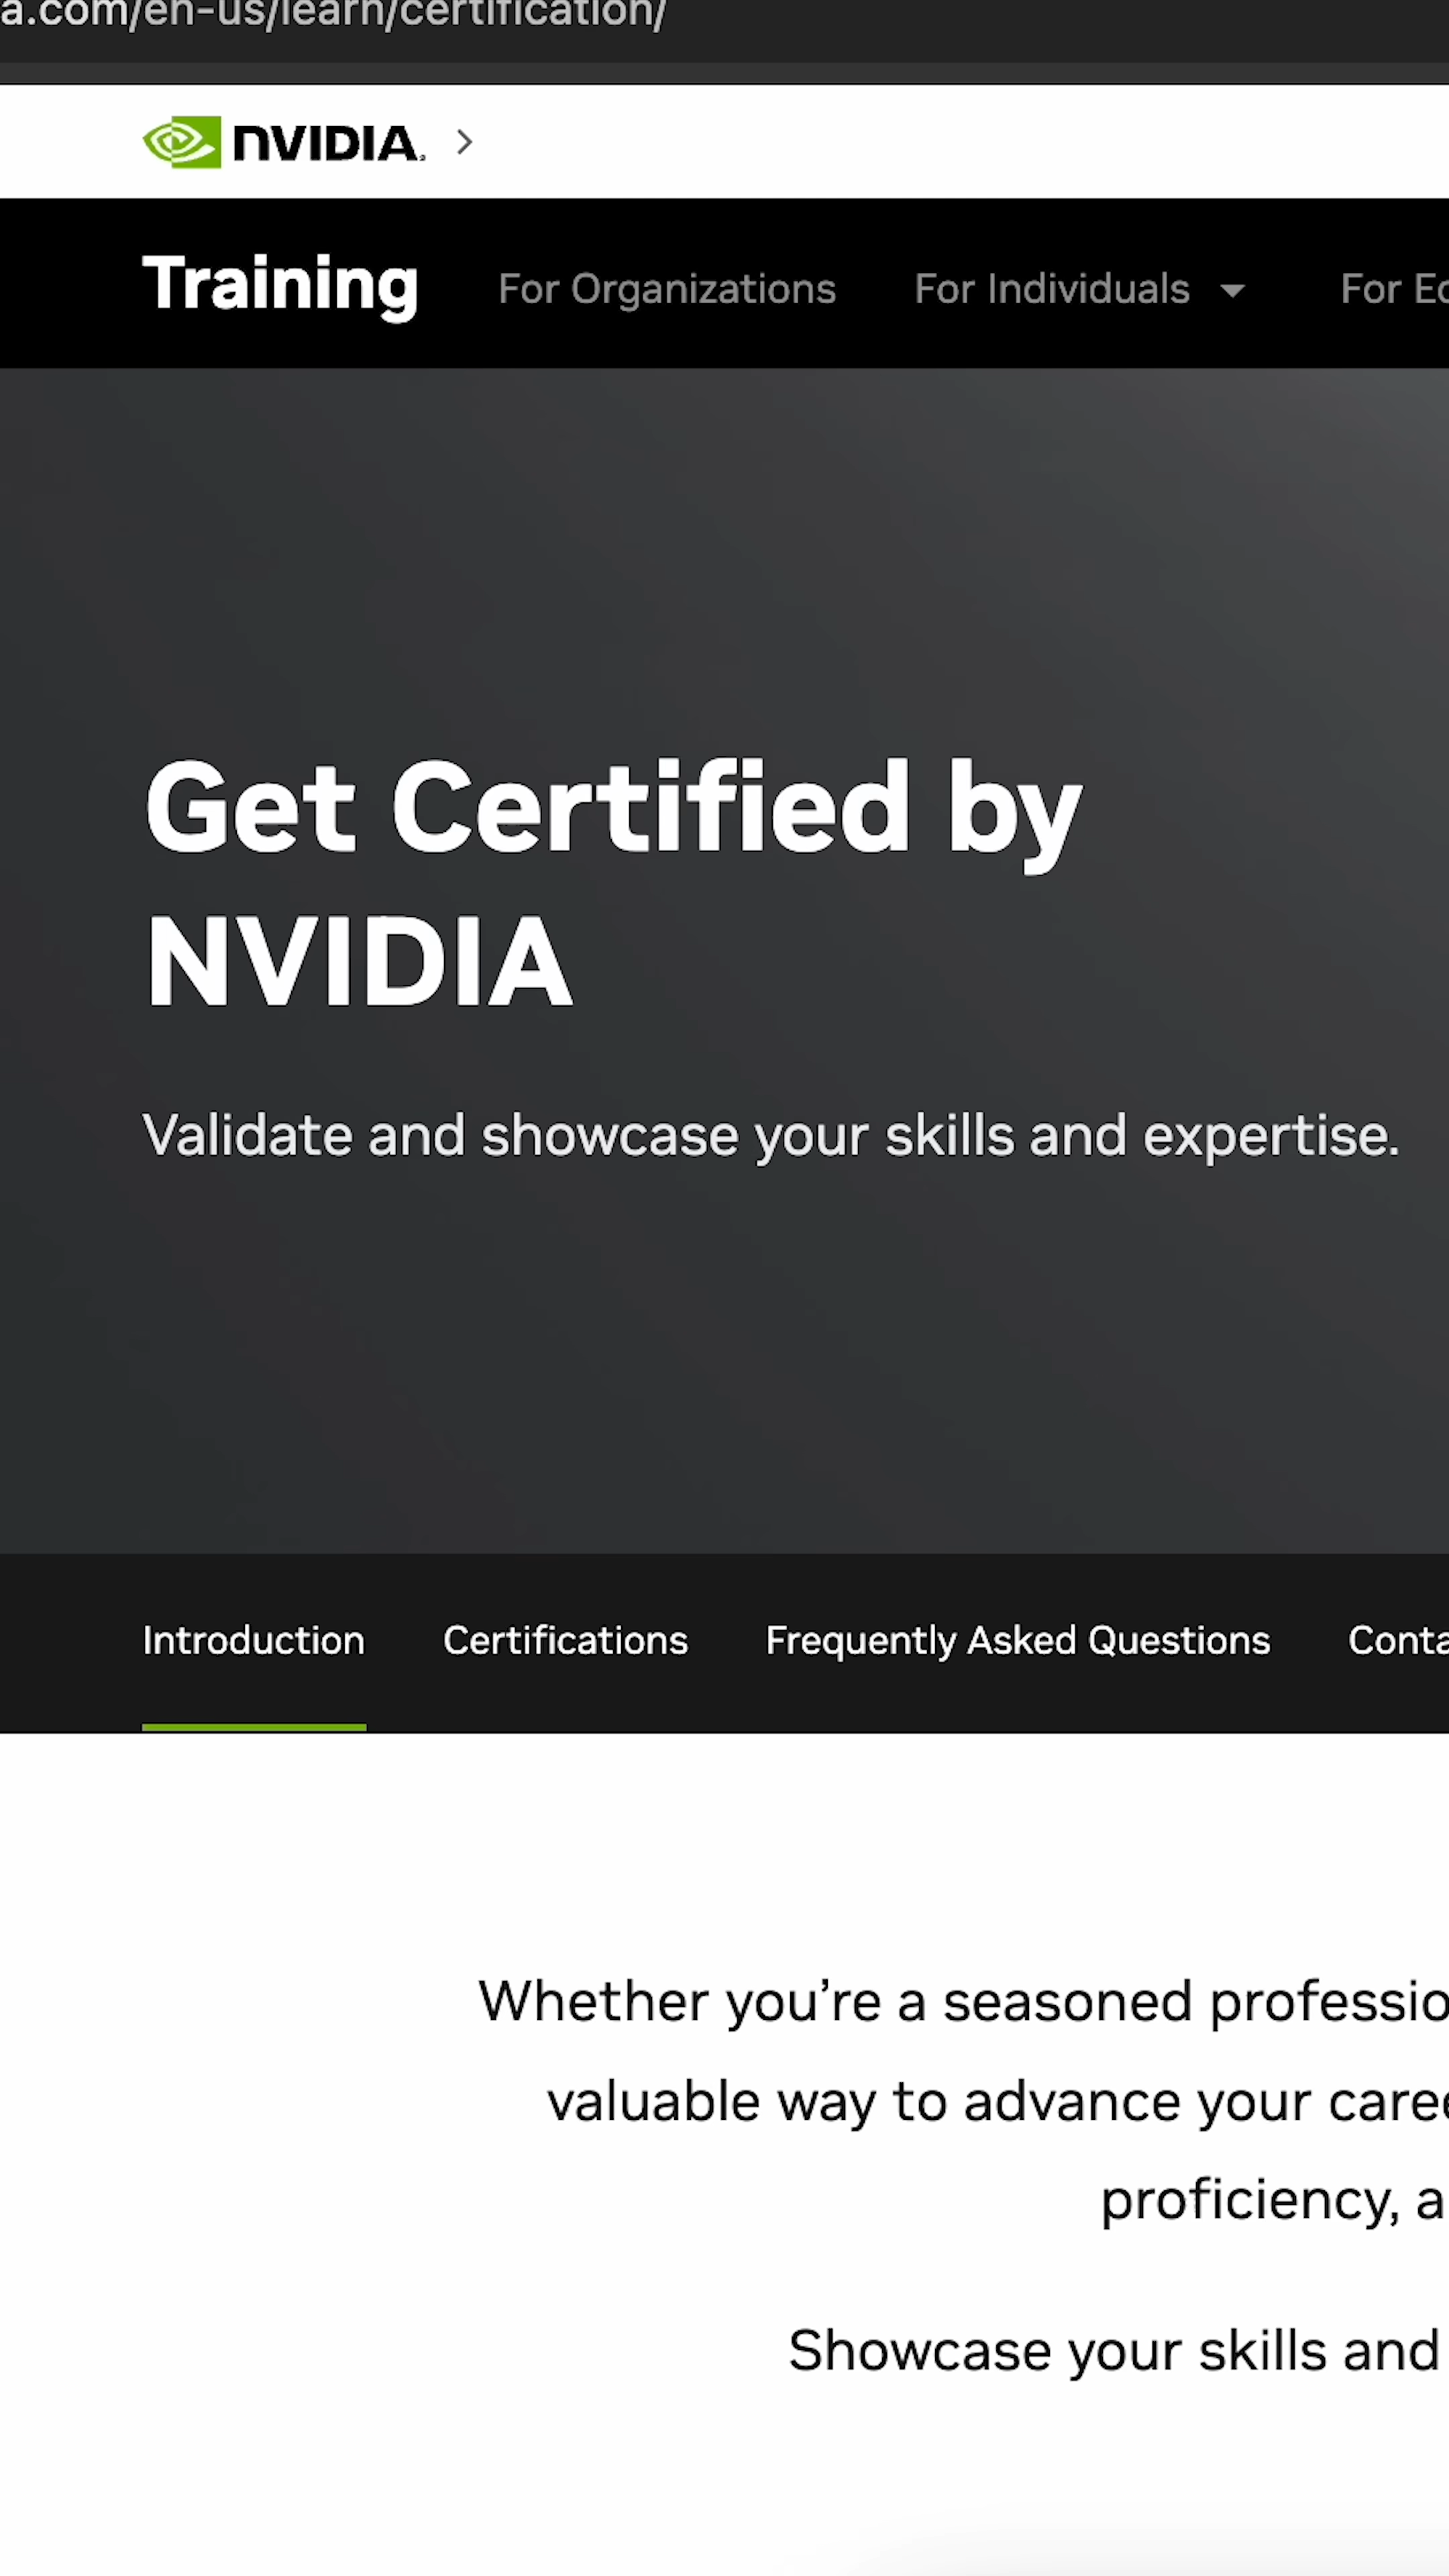 a.com/en-us/learn/certification/
NVIDIA.
Training For Organizations For Individuals For
Get Certified by
NVIDIA
Validate and showcase your skills and expertise.
Introduction Certifications Frequently Asked Questions
Whether you’re a seasoned
valuable way to advance your
proficiency,
Showcase your skills and